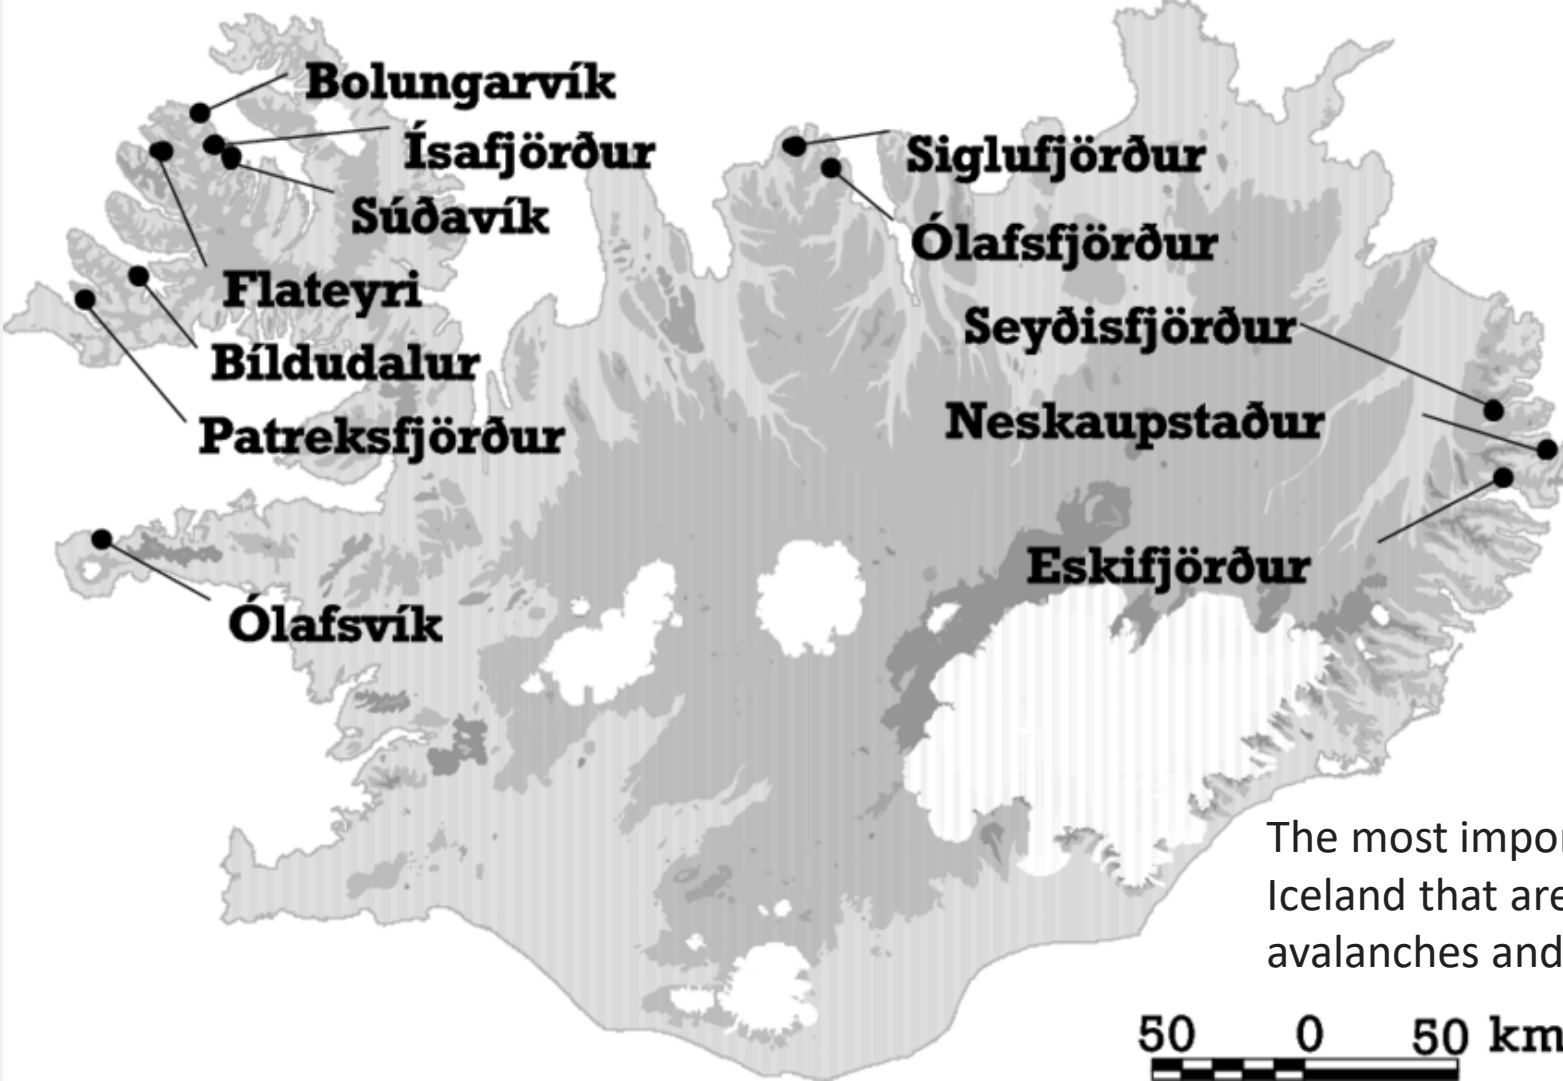 Bolungarvík
Ísafjörður
Súðavík
Flateyri
Bíldudalur
Patreksfjörður
Ólafsvík
Siglufjörður
Ólafsfjörður
Seyðisfjörður
Neskaupstaður
Eskifjörður
The most impor
Iceland that are
avalanches and
50 0 50 km